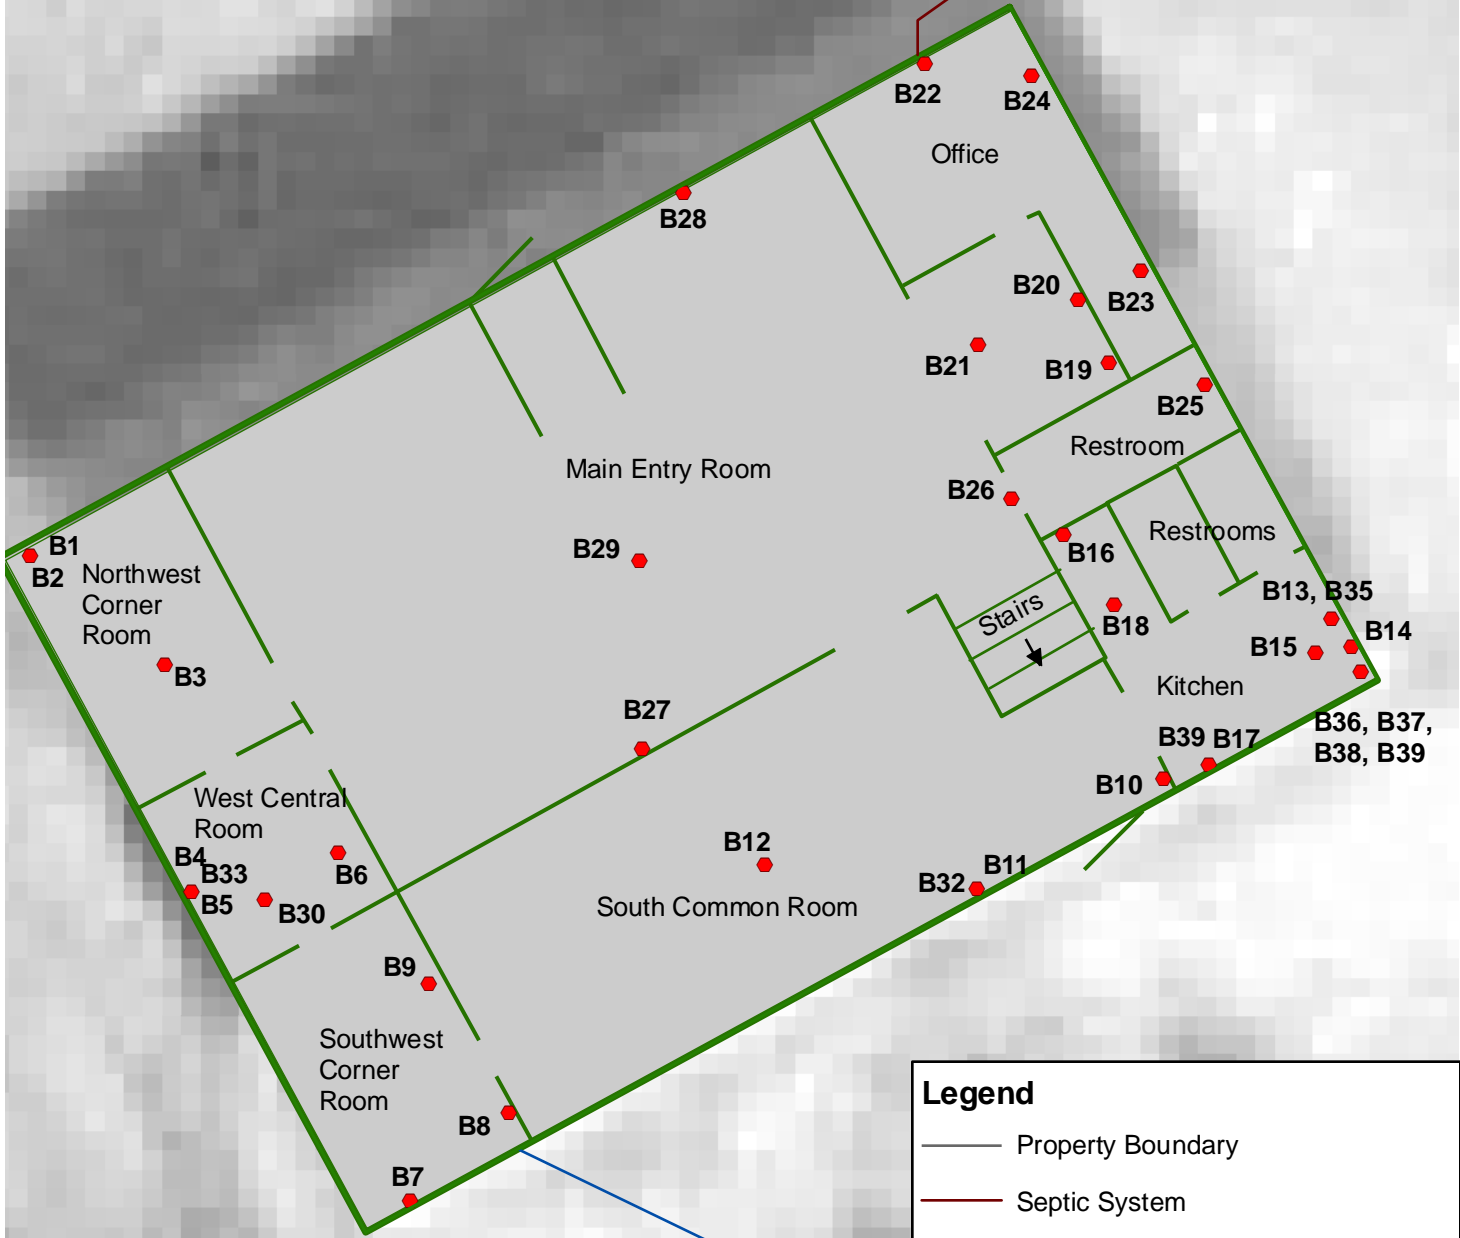 B22
B24
Office
B28
B20
B23
B21
B19
B25
Restroom
Main Entry Room
B26
Restrooms
B1
B2
Northwest
Corner
Room
B29
B16
B13, B35
Stairs
B18
B14
B15
B3
Kitchen
B27
B36, B37,
B38, B39
B39 B17
B10
West Central
Room
B12
B4
B33
B5
B6
B30
B11
B32
South Common Room
B9
Southwest
Corner
Room
B8
B7
Legend
Property Boundary
Septic System